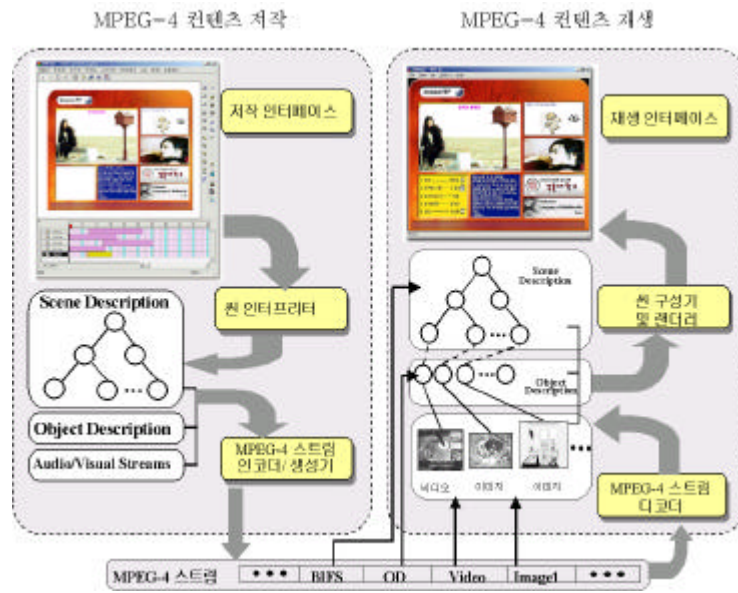 MPEG-4 컨텐츠 저작
MPEG-4 컨텐츠 재생
저작 인터페이스
씬 인터프리터
Scene Description
Object Description
Audio/Visual Streams
MPEG-4 스트림
인코더/생성기
재생 인터페이스
Scene
Description
씬 구성기
및 랜더러
Object
Description
비디오
이미지
이미지
MPEG-4 스트림
디코더
MPEG-4 스트림
BIFS
OD
Video
Image1